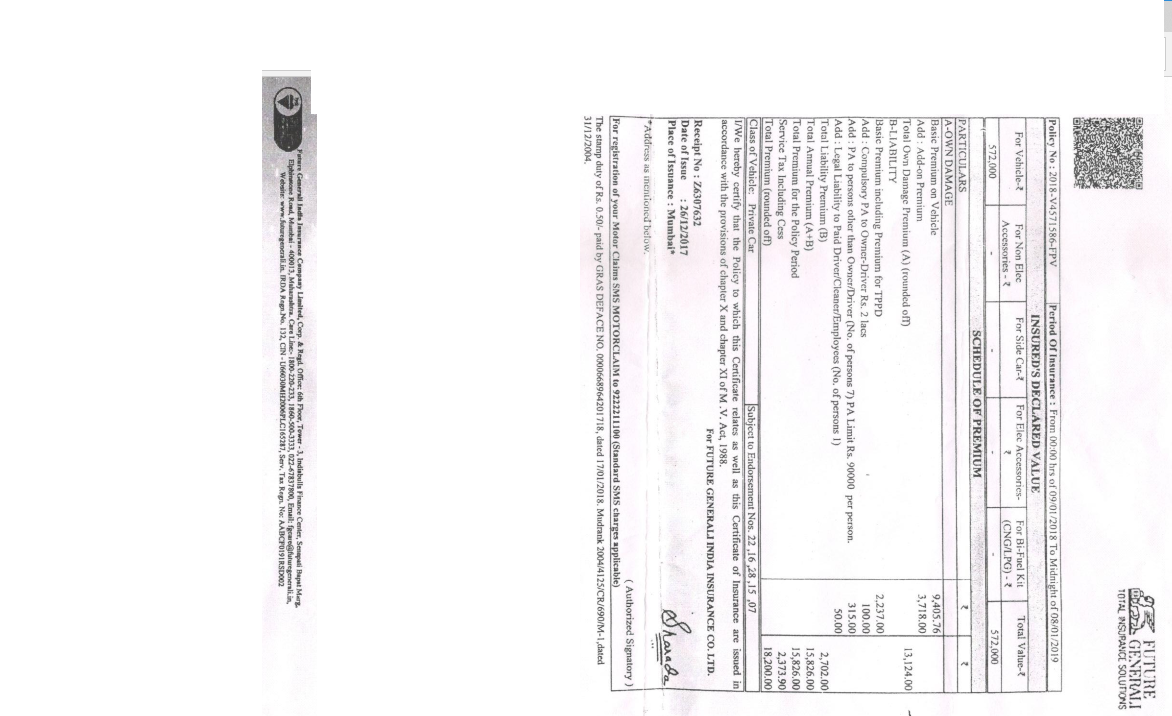 FUTURE
GENERALI
TOTAL INSURANCE SOLUTIONS
Policy No : 2018-V4571586-FPV Period Of Insurance : From 00:00 hrs of 09/01/2018 To Midnight of 08/01/2019
INSURED'S DECLARED VALUE
For Vehicle-₹ For Non Elec Accessories - ₹ For Side Car-₹ For Elec Accessories-₹ For Bi-Fuel Kit (CNG/LPG) - ₹ Total Value-₹
572,000 - - - - 572,000
SCHEDULE OF PREMIUM
PARTICULARS ₹ ₹
A-OWN DAMAGE
Basic Premium on Vehicle 9,405.76
Add : Add-on Premium 3,718.00
Total Own Damage Premium (A) (rounded off) 13,124.00
B-LIABILITY
Basic Premium including Premium for TPPD 2,237.00
Add : Compulsory PA to Owner-Driver Rs. 2 lacs 100.00
Add : PA to persons other than Owner/Driver (No. of persons 7) PA Limit Rs. 90000 per person. 315.00
Add : Legal Liability to Paid Driver/Cleaner/Employees (No. of persons 1) 50.00
Total Liability Premium (B) 2,702.00
Total Annual Premium (A+B) 15,826.00
Total Premium for the Policy Period 15,826.00
Service Tax Including Cess 2,373.90
Total Premium (rounded off) 18,200.00
Class of Vehicle: Private Car Subject to Endorsement Nos. 22 ,16 ,28 ,15 ,07
I/We hereby certify that the Policy to which this Certificate relates as well as this Certificate of Insurance are issued in
accordance with the provisions of chapter X and chapter XI of M .V. Act, 1988.
For FUTURE GENERALI INDIA INSURANCE CO. LTD.
Receipt No : Z6307632
Date of Issue : 26/12/2017
Place of Issuance : Mumbai*
Sharada
*Address as mentioned below.
( Authorized Signatory )
For registration of your Motor Claims SMS MOTORCLAIM to 9222211100 (Standard SMS charges applicable)
The stamp duty of Rs. 0.50/- paid by GRAS DEFACE NO. 0000668964201718, dated 17/01/2018. Mudrank 2004/4125/CR/690/M-1,dated
31/12/2004.
Future Generali India Insurance Company Limited, Corp. & Regd. Office: 6th Floor, Tower - 3, Indiabulls Finance Center, Senapati Bapat Marg,
Elphinstone Road, Mumbai - 400013, Maharashtra. Care Line:- 1800-220-233, 1860-500-3333, 022-67837800, Email: fgcare@futuregenerali.in,
Website: www.futuregenerali.in. IRDA Regn.No. 132, CIN - U66030MH2006PLC165287, Serv. Tax Regn. No: AABCF0191RSD002